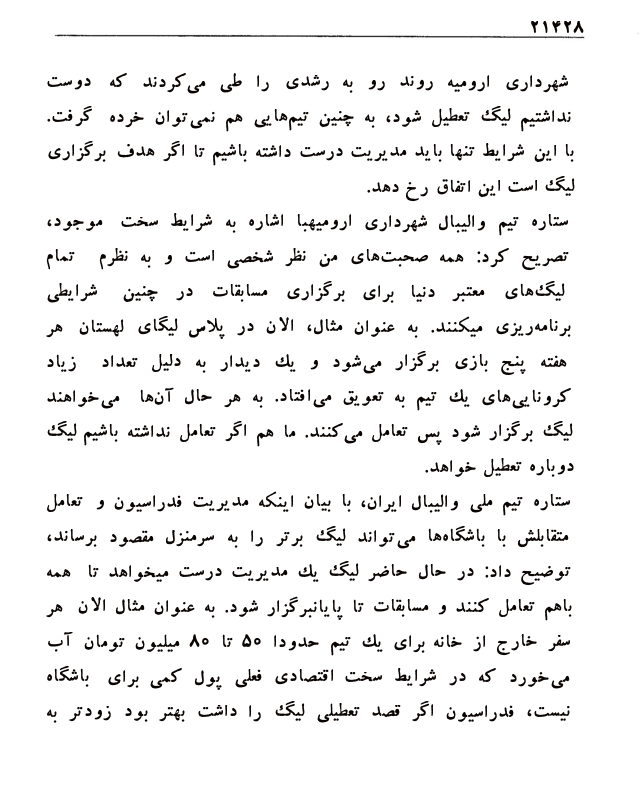 ۲۱۴۲۸
شهرداری ارومیه روند رو به رشدی را طی می‌کردند که دوست
نداشتیم لیگ تعطیل شود، به چنین تیم‌هایی هم نمی‌توان خرده گرفت.
با این شرایط تنها باید مدیریت درست داشته باشیم تا اگر هدف برگزاری
لیگ است این اتفاق رخ دهد.
ستاره تیم والیبال شهرداری ارومیهبا اشاره به شرایط سخت موجود،
تصریح کرد: همه صحبت‌های من نظر شخصی است و به نظرم تمام
لیگ‌های معتبر دنیا برای برگزاری مسابقات در چنین شرایطی
برنامه‌ریزی میکنند. به عنوان مثال، الان در پلاس لیگای لهستان هر
هفته پنج بازی برگزار می‌شود و یک دیدار به دلیل تعداد زیاد
کرونایی‌های یک تیم به تعویق می‌افتاد. به هر حال آن‌ها می‌خواهند
لیگ برگزار شود پس تعامل می‌کنند. ما هم اگر تعامل نداشته باشیم لیگ
دوباره تعطیل خواهد.
ستاره تیم ملی والیبال ایران، با بیان اینکه مدیریت فدراسیون و تعامل
متقابلش با باشگاه‌ها می‌تواند لیگ برتر را به سرمنزل مقصود برساند،
توضیح داد: در حال حاضر لیگ یک مدیریت درست میخواهد تا همه
باهم تعامل کنند و مسابقات تا پایانبرگزار شود. به عنوان مثال الان هر
سفر خارج از خانه برای یک تیم حدودا ۵۰ تا ۸۰ میلیون تومان آب
می‌خورد که در شرایط سخت اقتصادی فعلی پول کمی برای باشگاه
نیست، فدراسیون اگر قصد تعطیلی لیگ را داشت بهتر بود زودتر به